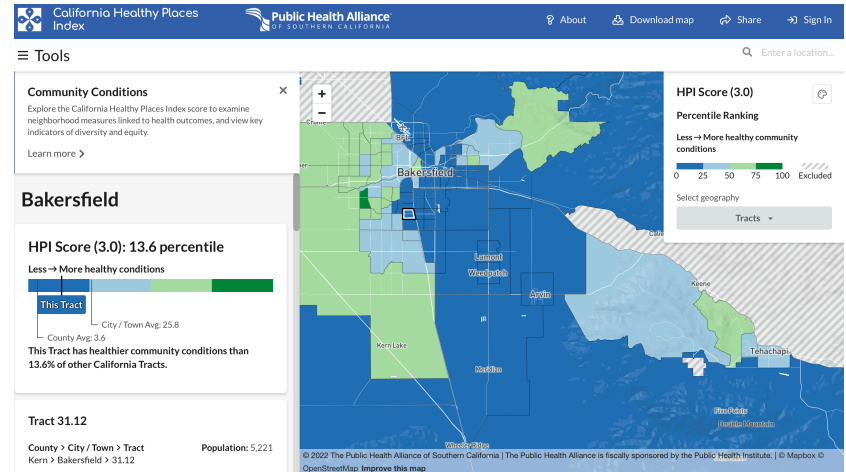 California Healthy Places
Index
Public Health Alliance
OF SOUTHERN CALIFORNIA
About
Download map
Share
Sign In
Tools
Enter a location...
Community Conditions
Explore the California Healthy Places Index score to examine
neighborhood measures linked to health outcomes, and view key
indicators of diversity and equity.
Learn more
Bakersfield
HPI Score (3.0): 13.6 percentile
Less → More healthy conditions
This Tract
City / Town Avg: 25.8
County Avg: 3.6
This Tract has healthier community conditions than
13.6% of other California Tracts.
Tract 31.12
County > City / Town > Tract
Population: 5,221
Kern > Bakersfield > 31.12
+
−
Bakersfield
Lamont
Weedpatch
Arvin
Keene
Kern Lake
Tehachapi
Meridian
Five Points
Double Mountain
Wheeler Ridge
HPI Score (3.0)
Percentile Ranking
Less → More healthy community
conditions
0 25 50 75 100 Excluded
Select geography
Tracts
© 2022 The Public Health Alliance of Southern California | The Public Health Alliance is fiscally sponsored by the Public Health Institute. | © Mapbox ©
OpenStreetMap Improve this map